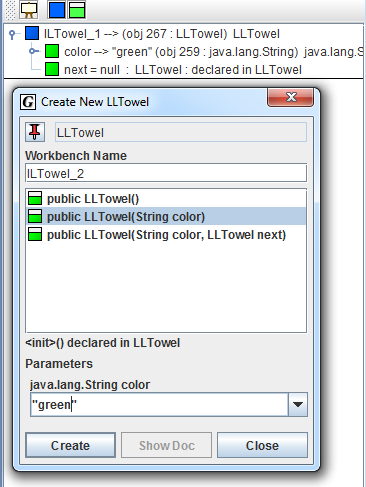 lLTowel_1 --> (obj 267 : LLTowel)  LLTowel
color --> "green" (obj 259 : java.lang.String)  java.lang.S
next = null  :  LLTowel : declared in LLTowel
G Create New LLTowel
LLTowel
Workbench Name
lLTowel_2
public LLTowel()
public LLTowel(String color)
public LLTowel(String color, LLTowel next)
<init>() declared in LLTowel
Parameters
java.lang.String color
"green"
Create Show Doc Close